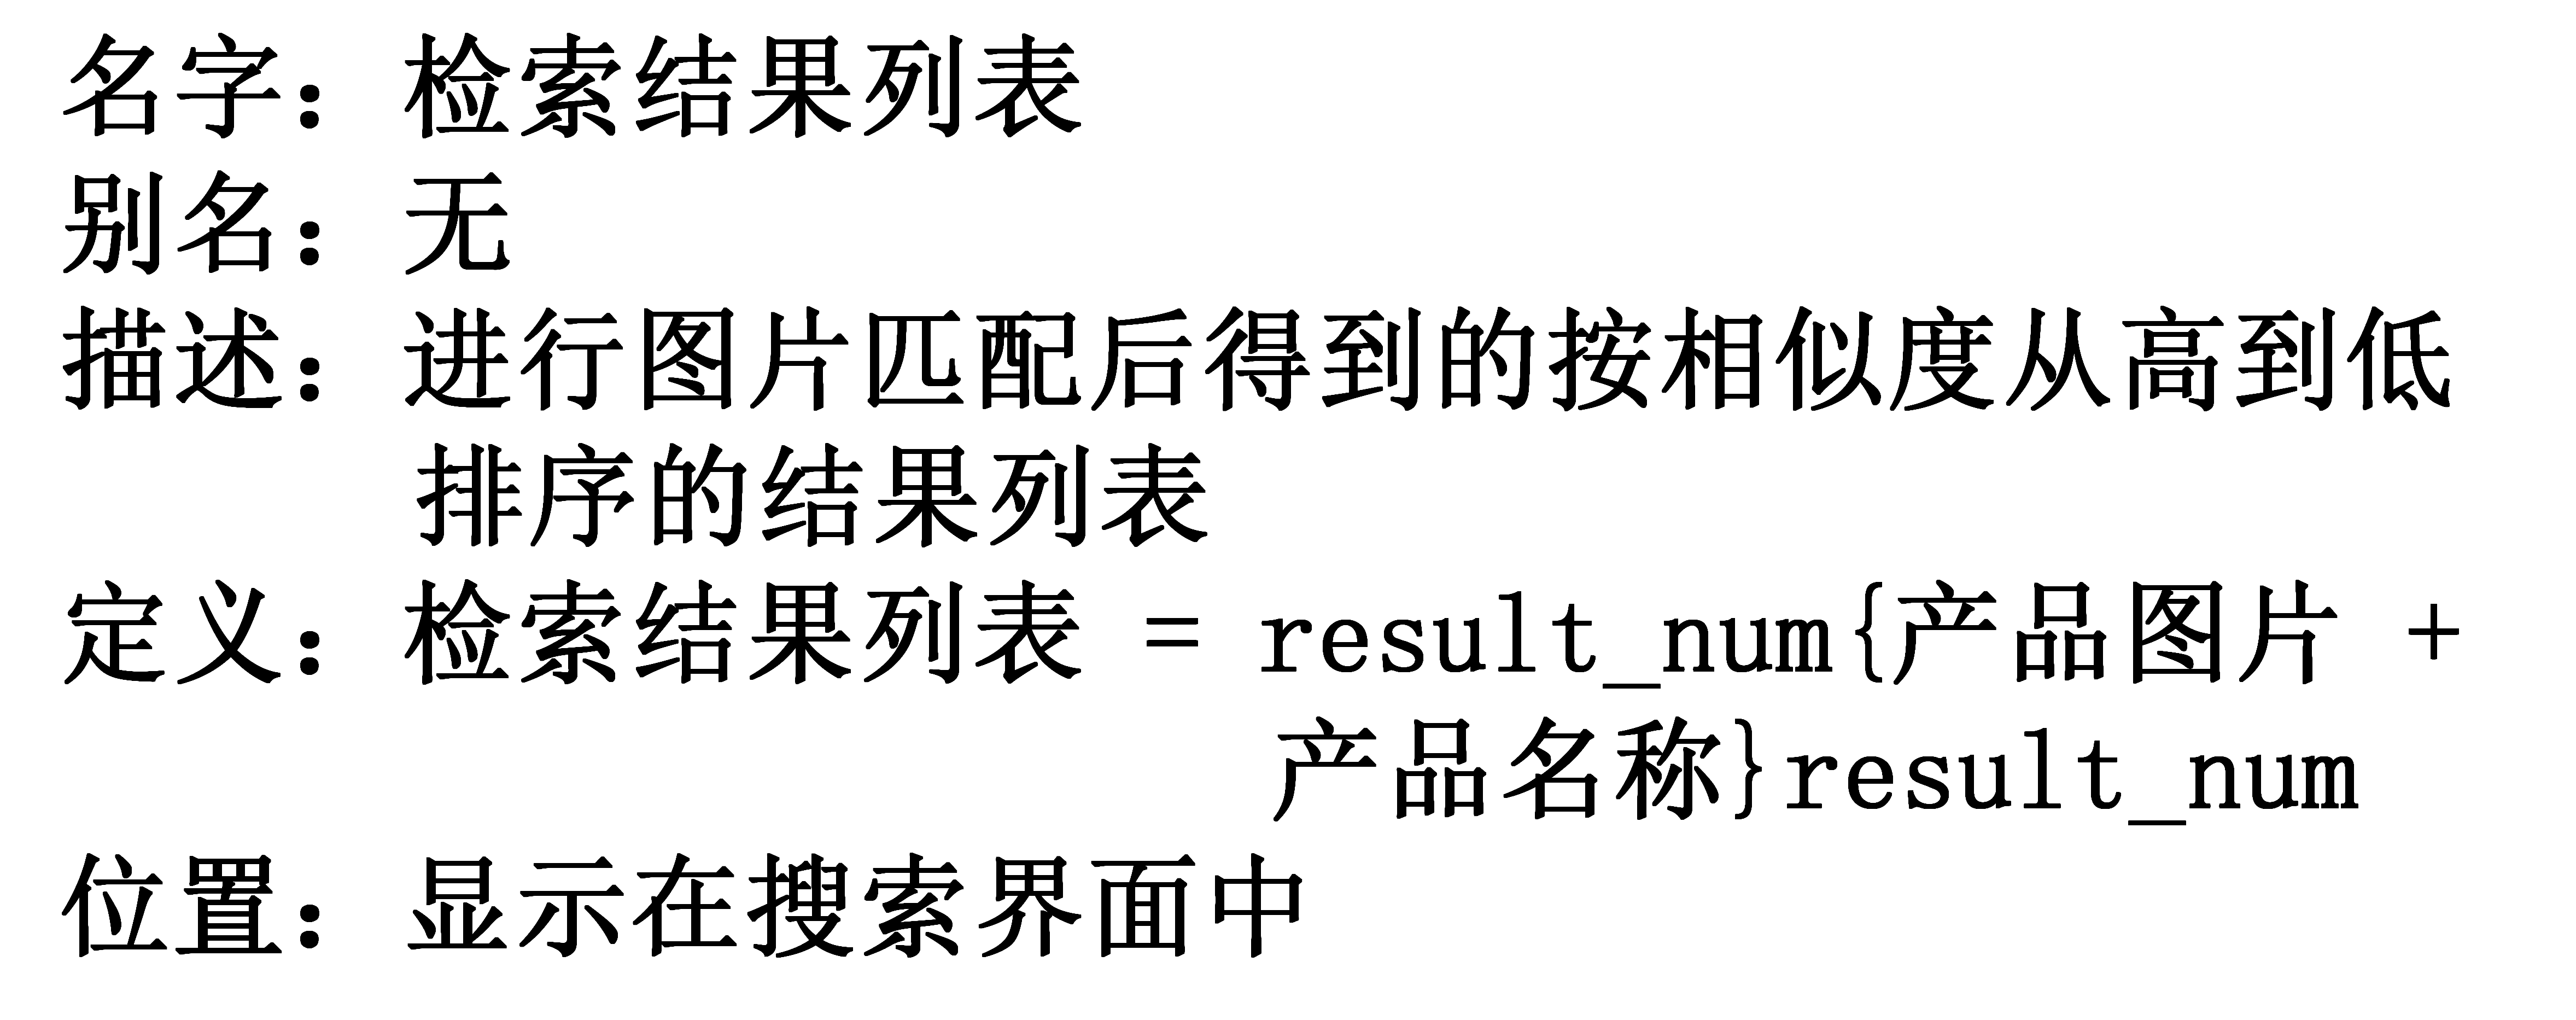 名字：检索结果列表
别名：无
描述：进行图片匹配后得到的按相似度从高到低
排序的结果列表
定义：检索结果列表 = result_num{产品图片 +
产品名称}result_num
位置：显示在搜索界面中